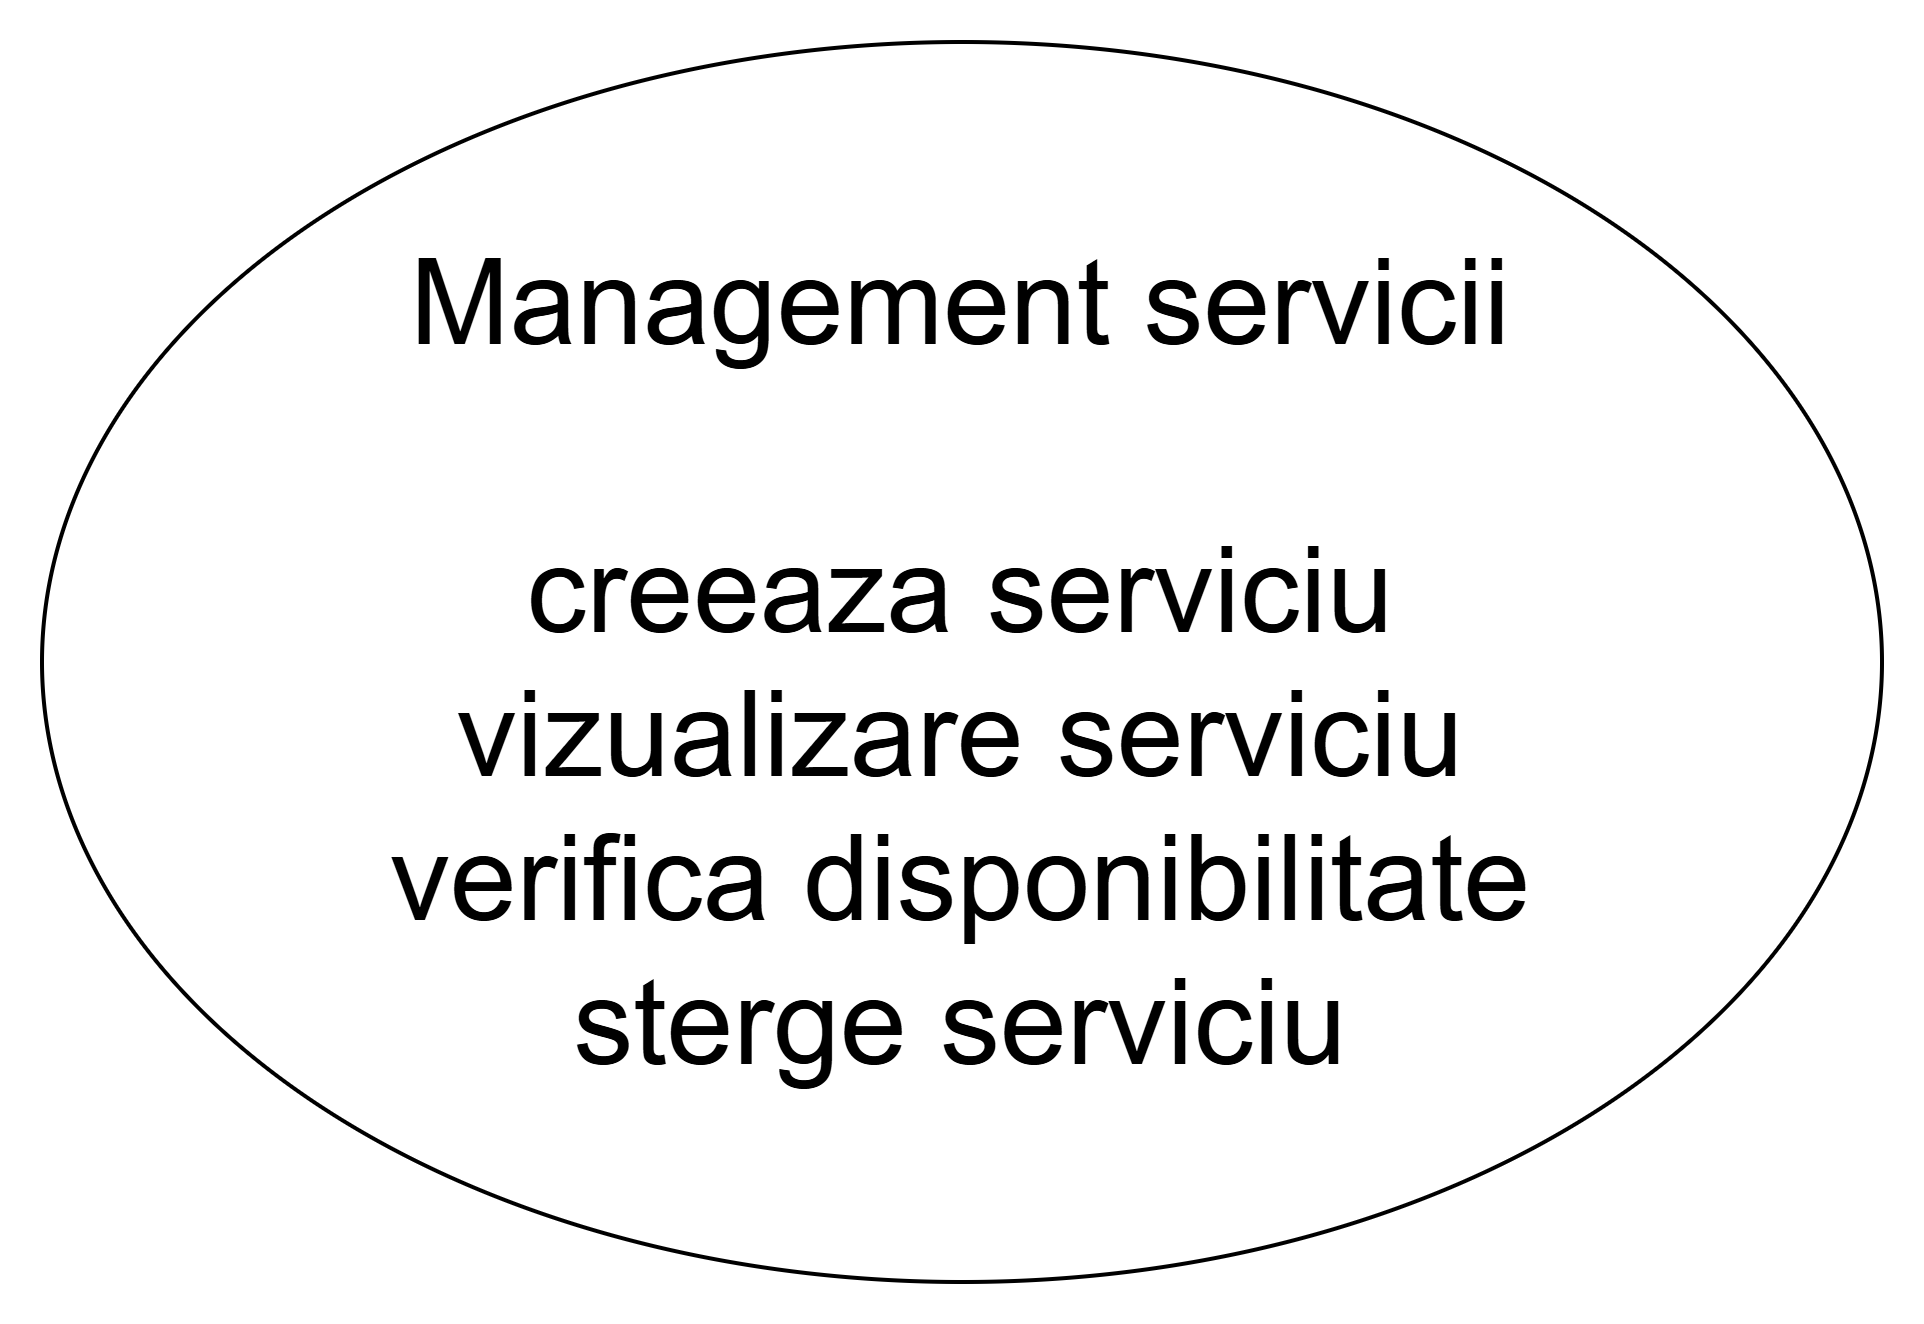 Management servicii
creeaza serviciu
vizualizare serviciu
verifica disponibilitate
sterge serviciu